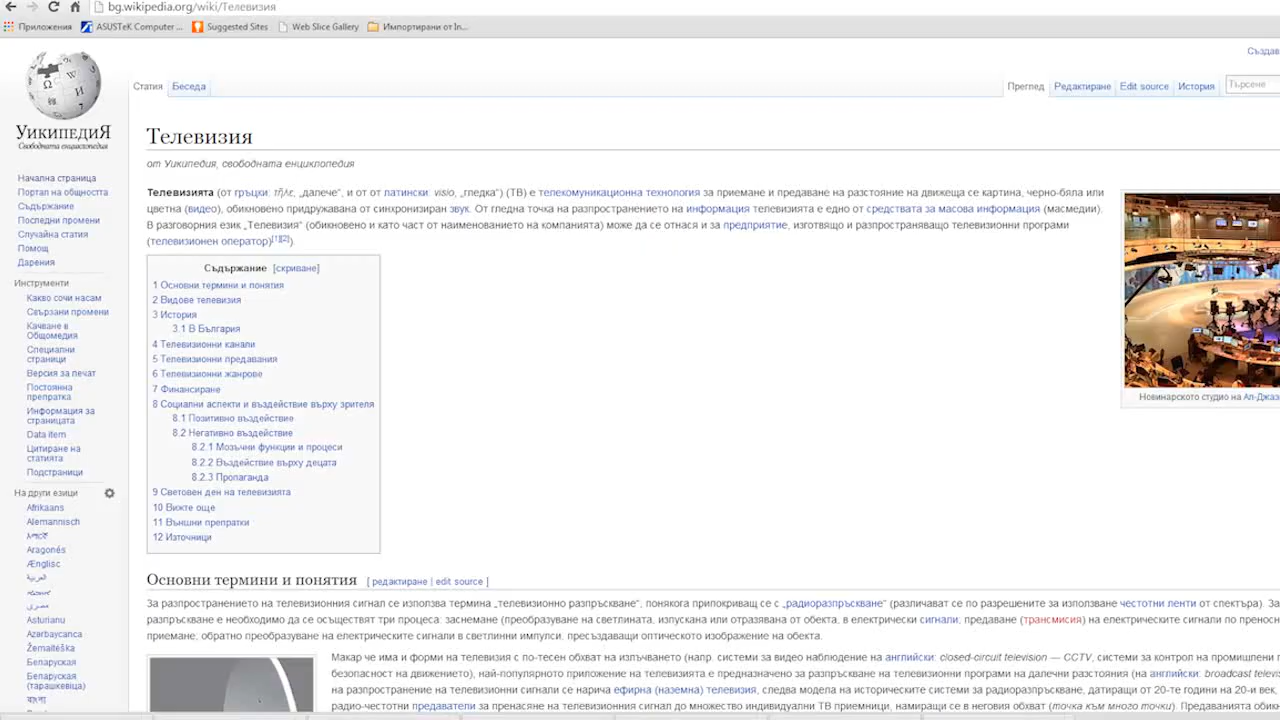 bg.wikipedia.org/wiki/Телевизия
Приложения ASUSTeK Computer ... Suggested Sites Web Slice Gallery Импортирани от In...
Създав
Статия Беседа Преглед Редактиране Edit source История Търсене
УикипедиЯ
Свободната енциклопедия
Телевизия
от Уикипедия, свободната енциклопедия
Начална страница
Портал на общността
Съдържание
Последни промени
Случайна статия
Помощ
Дарения
Инструменти
Какво сочи насам
Свързани промени
Качване в
Общомедия
Специални
страници
Версия за печат
Постоянна
препратка
Информация за
страницата
Data item
Цитиране на
статията
Подстраници
На други езици
Afrikaans
Alemannisch
አማርኛ
Aragonés
Ænglisc
العربية
مصرى
Asturianu
Azərbaycanca
Žemaitėška
Беларуская
Беларуская
(тарашкевіца)
বাংলা
Телевизията (от гръцки: τῆλε, „далече“, и от от латински: visio, „гледка“) (ТВ) е телекомуникационна технология за приемане и предаване на разстояние на движеща се картина, черно-бяла или
цветна (видео), обикновено придружавана от синхронизиран звук. От гледна точка на разпространението на информация телевизията е едно от средствата за масова информация (масмедии).
В разговорния език „Телевизия“ (обикновено и като част от наименованието на компанията) може да се отнася и за предприятие, изготвящо и разпространяващо телевизионни програми
(телевизионен оператор)[1][2])
Съдържание [скриване]
1 Основни термини и понятия
2 Видове телевизия
3 История
3.1 В България
4 Телевизионни канали
5 Телевизионни предавания
6 Телевизионни жанрове
7 Финансиране
8 Социални аспекти и въздействие върху зрителя
8.1 Позитивно въздействие
8.2 Негативно въздействие
8.2.1 Мозъчни функции и процеси
8.2.2 Въздействие върху децата
8.2.3 Пропаганда
9 Световен ден на телевизията
10 Вижте още
11 Външни препратки
12 Източници
Новинарското студио на Ал-Джаз
Основни термини и понятия [ редактиране | edit source ]
За разпространението на телевизионния сигнал се използва термина „телевизионно разпръскване“, понякога припокриващ се с „радиоразпръскване“ (различават се по разрешените за използване честотни ленти от спектъра). За
разпръскване е необходимо да се осъществят три процеса: заснемане (преобразуване на светлината, излъчвана или отразявана от обекта, в електрически сигнали; предаване (трансмисия) на електрическите сигнали по преносн
приемане, обратно преобразуване на електрическите сигнали в светлинни импулси, пресъздаващи оптическото изображение на обекта.
Макар че има и форми на телевизия с по-тесен обхват на излъчването (напр. системи за видео наблюдение на английски: closed-circuit television — CCTV, системи за контрол на промишлени п
безопасност на движението), най-популярното приложение на телевизията е предназначено за разпръскване на телевизионни програми на далечни разстояния (на английски: broadcast televis
на разпространение на телевизионни сигнали се нарича ефирна (наземна) телевизия, следва модела на историческите системи за радиоразпръскване, датиращи от 20-те години на 20-и век,
радио-честотни предаватели за пренасяне на телевизионния сигнал до множество индивидуални ТВ приемници, намиращи се в неговия обхват (точка към много точки). Предаванията обик